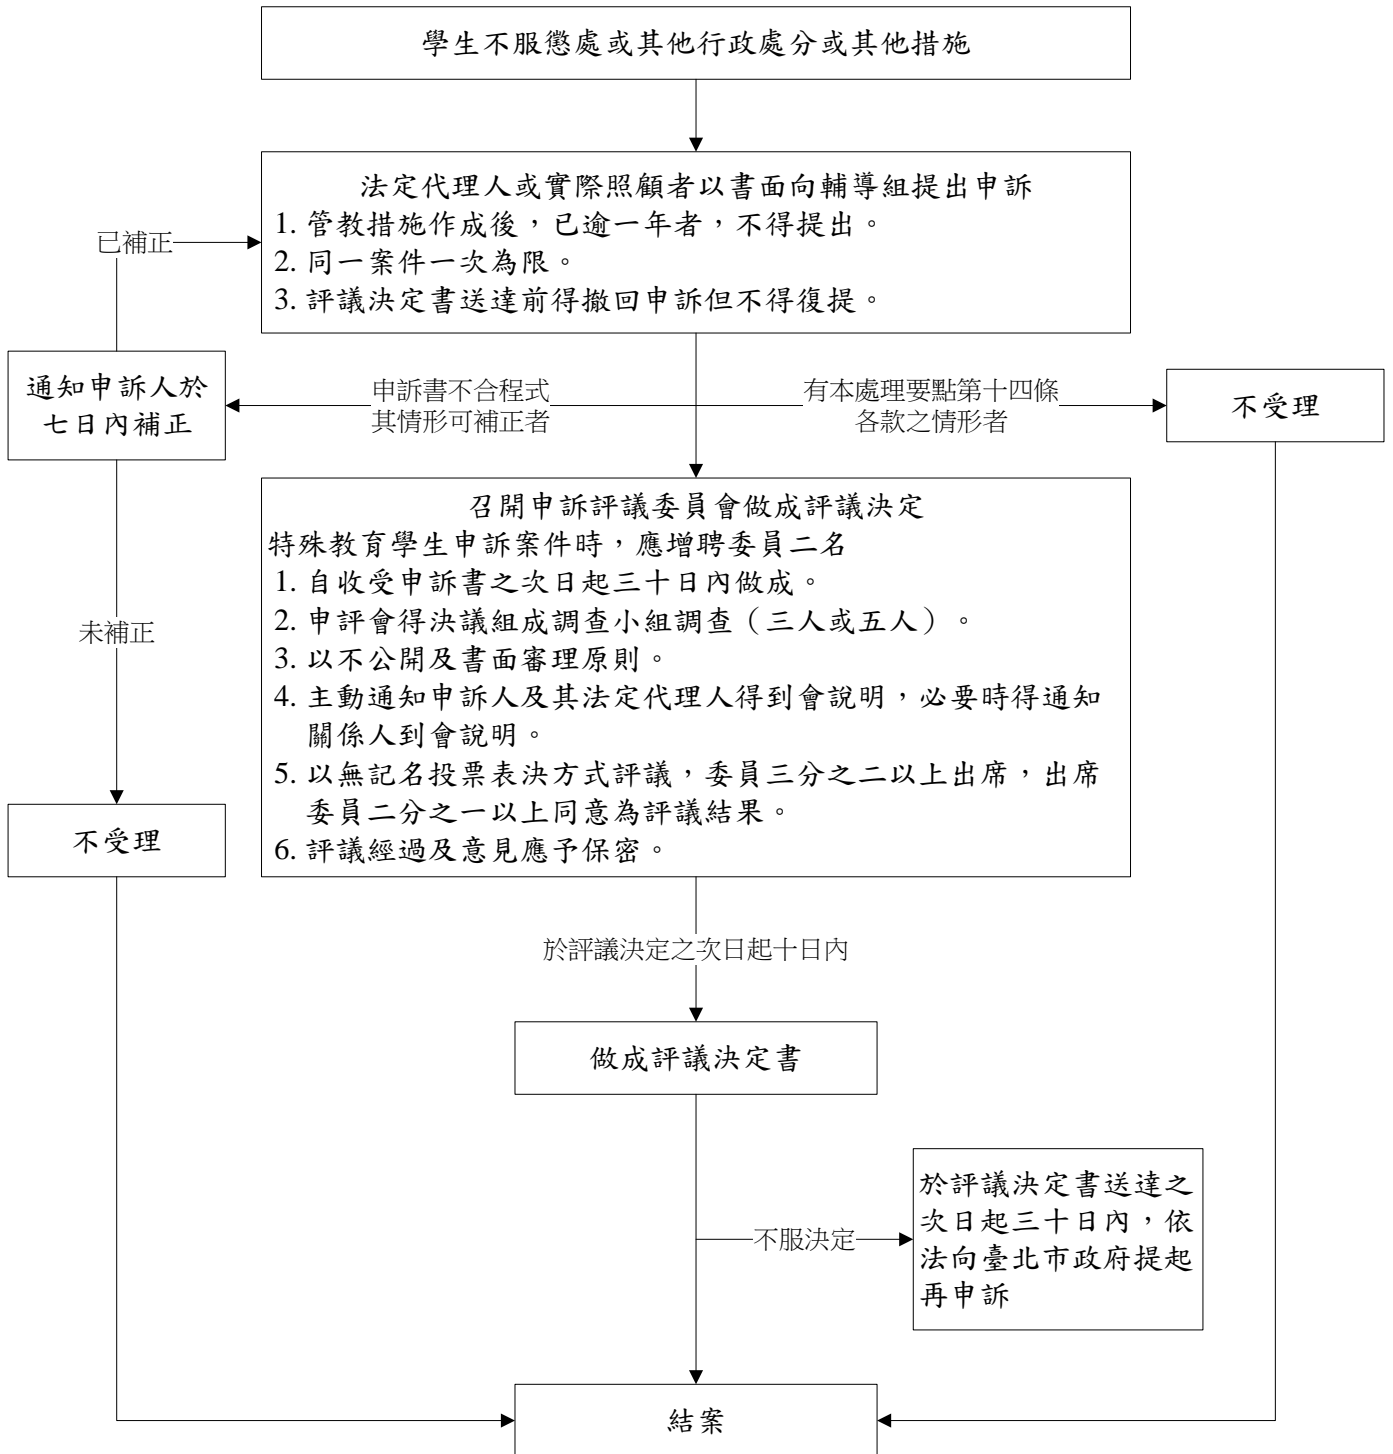 學生不服懲處或其他行政處分或其他措施
法定代理人或實際照顧者以書面向輔導組提出申訴
1. 管教措施作成後，已逾一年者，不得提出。
2. 同一案件一次為限。
3. 評議決定書送達前得撤回申訴但不得復提。
已補正
通知申訴人於
七日內補正
申訴書不合程式
其情形可補正者
有本處理要點第十四條
各款之情形者
不受理
召開申訴評議委員會做成評議決定
特殊教育學生申訴案件時，應增聘委員二名
1. 自收受申訴書之次日起三十日內做成。
2. 申評會得決議組成調查小組調查（三人或五人）。
3. 以不公開及書面審理原則。
4. 主動通知申訴人及其法定代理人得到會說明，必要時得通知
關係人到會說明。
5. 以無記名投票表決方式評議，委員三分之二以上出席，出席
委員二分之一以上同意為評議結果。
6. 評議經過及意見應予保密。
未補正
不受理
於評議決定之次日起十日內
做成評議決定書
不服決定
於評議決定書送達之
次日起三十日內，依
法向臺北市政府提起
再申訴
結案